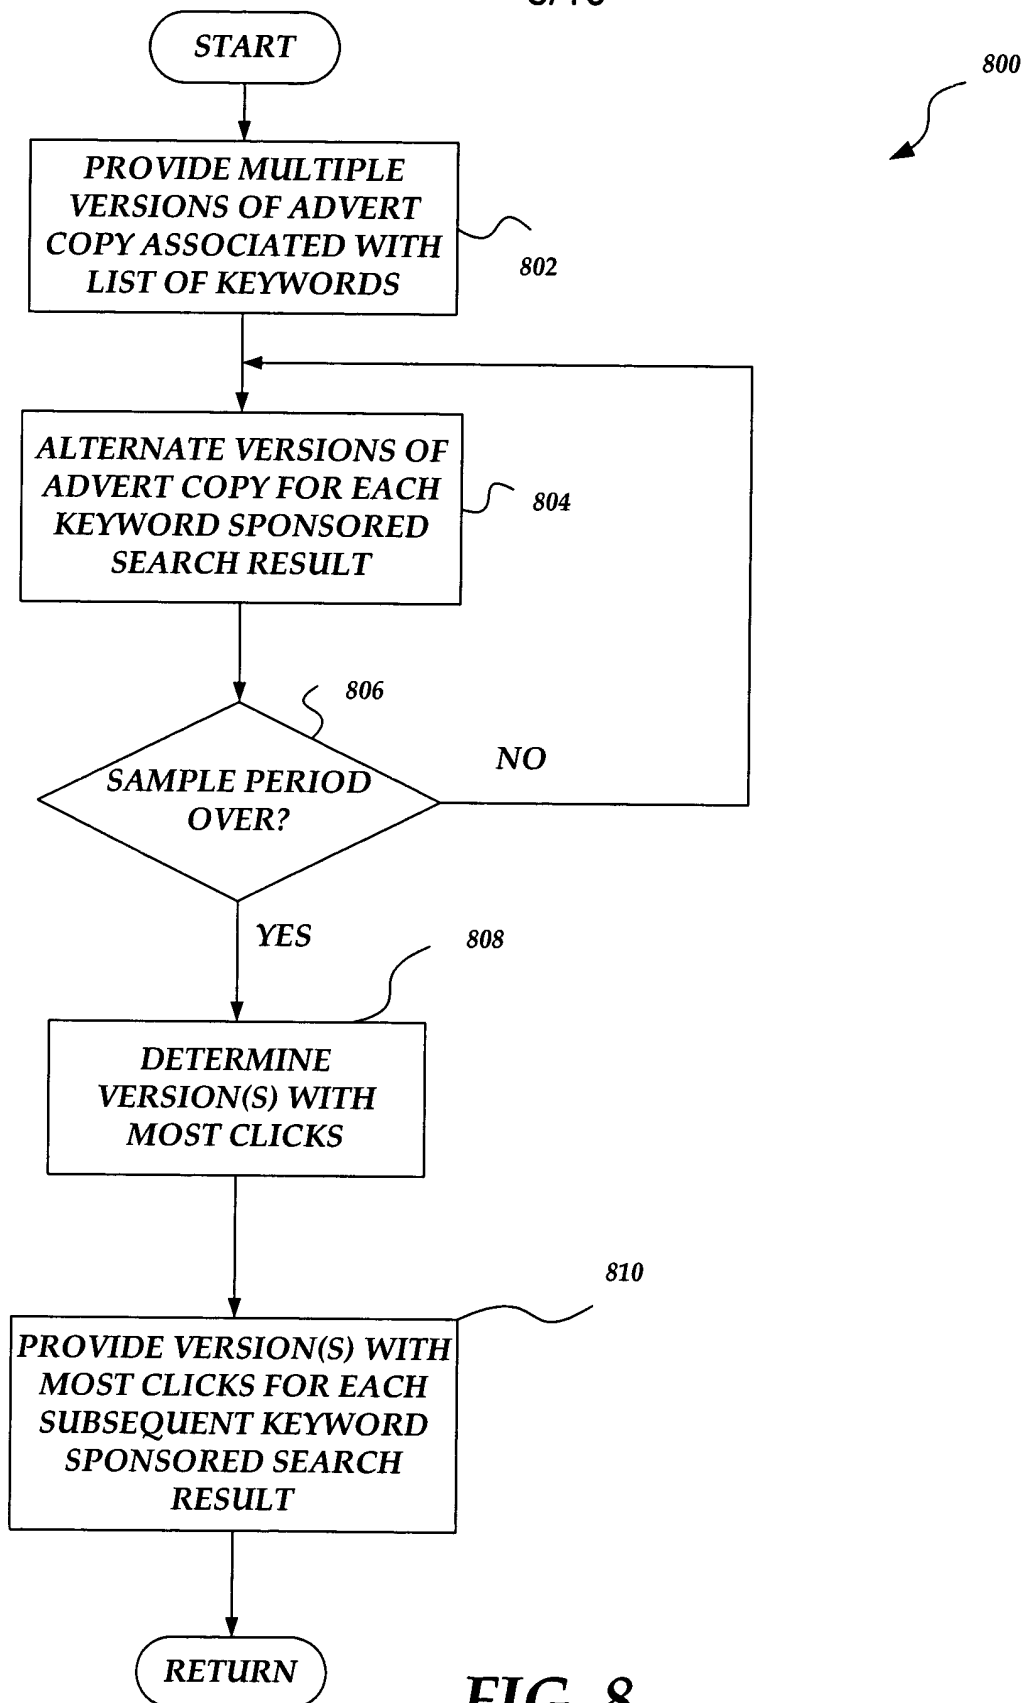 START
800
PROVIDE MULTIPLE
VERSIONS OF ADVERT
COPY ASSOCIATED WITH
LIST OF KEYWORDS
802
ALTERNATE VERSIONS OF
ADVERT COPY FOR EACH
KEYWORD SPONSORED
SEARCH RESULT
804
806
SAMPLE PERIOD
OVER?
NO
YES
808
DETERMINE
VERSION(S) WITH
MOST CLICKS
810
PROVIDE VERSION(S) WITH
MOST CLICKS FOR EACH
SUBSEQUENT KEYWORD
SPONSORED SEARCH
RESULT
RETURN
FIG. 8